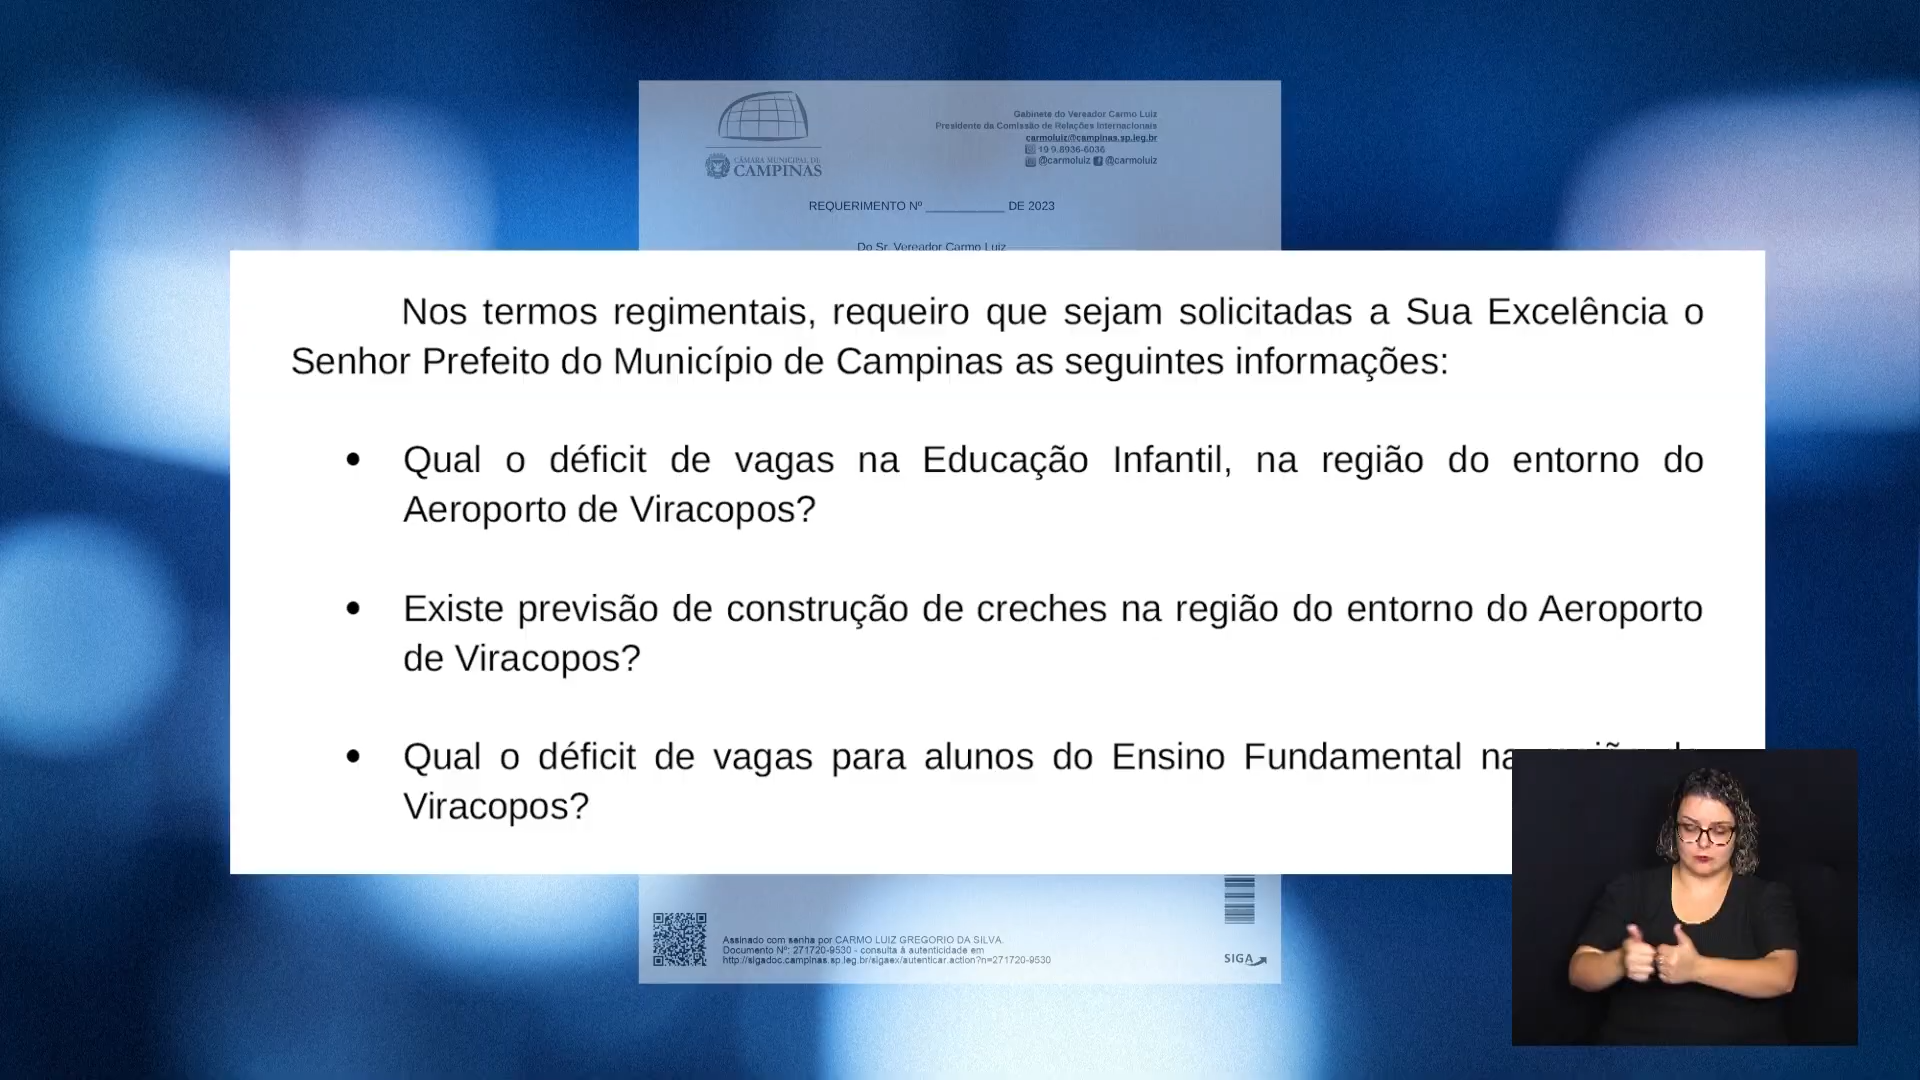 Gabinete do Vereador Carmo Luiz
Presidente da Comissão de Relações Internacionais
carmoluiz@campinas.sp.leg.br
19 9.8936-6036
@carmoluiz @carmoluiz
CÂMARA MUNICIPAL DE
CAMPINAS
REQUERIMENTO Nº ____________ DE 2023
Do Sr. Vereador Carmo Luiz
Nos termos regimentais, requeiro que sejam solicitadas a Sua Excelência o
Senhor Prefeito do Município de Campinas as seguintes informações:
• Qual o déficit de vagas na Educação Infantil, na região do entorno do
Aeroporto de Viracopos?
• Existe previsão de construção de creches na região do entorno do Aeroporto
de Viracopos?
• Qual o déficit de vagas para alunos do Ensino Fundamental na
Viracopos?
Assinado com senha por CARMO LUIZ GREGORIO DA SILVA.
Documento Nº: 271720-9530 - consulta à autenticidade em
http://sigadoc.campinas.sp.leg.br/sigaex/autenticar.action?n=271720-9530
SIGA